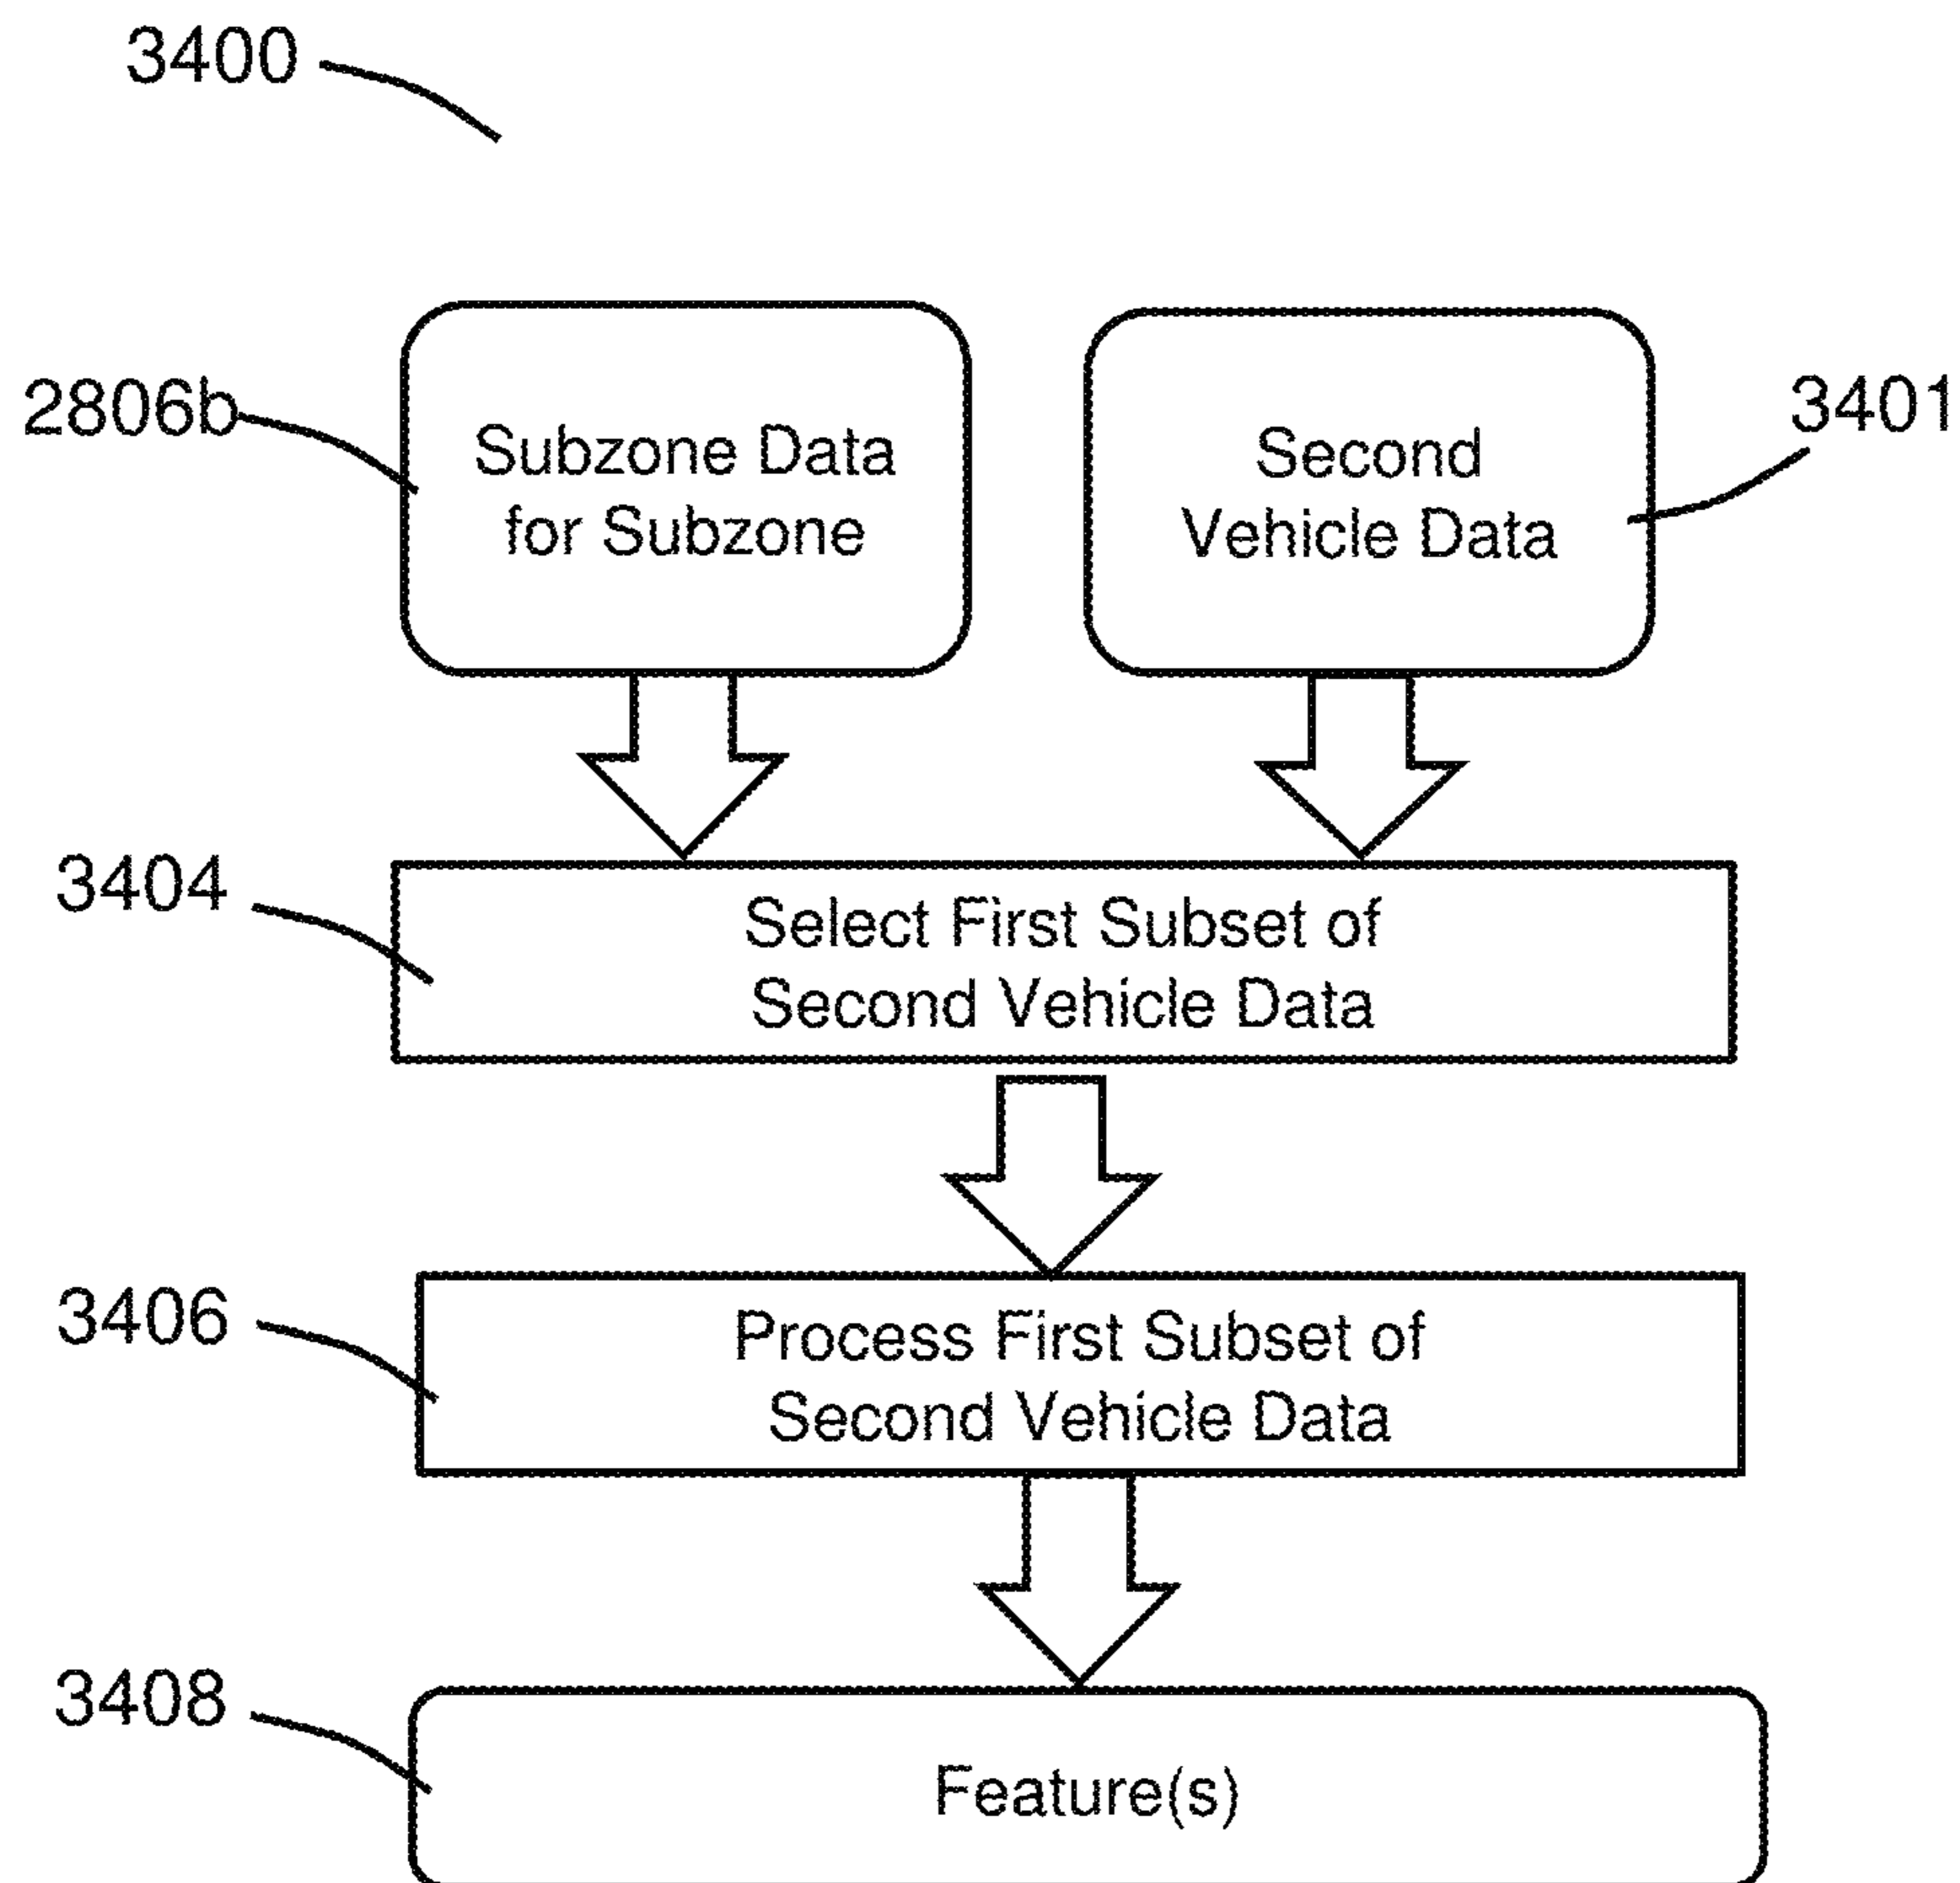 3400
2806b
Subzone Data
for Subzone
Second
Vehicle Data
3401
3404
Select First Subset of
Second Vehicle Data
3406
Process First Subset of
Second Vehicle Data
3408
Feature(s)